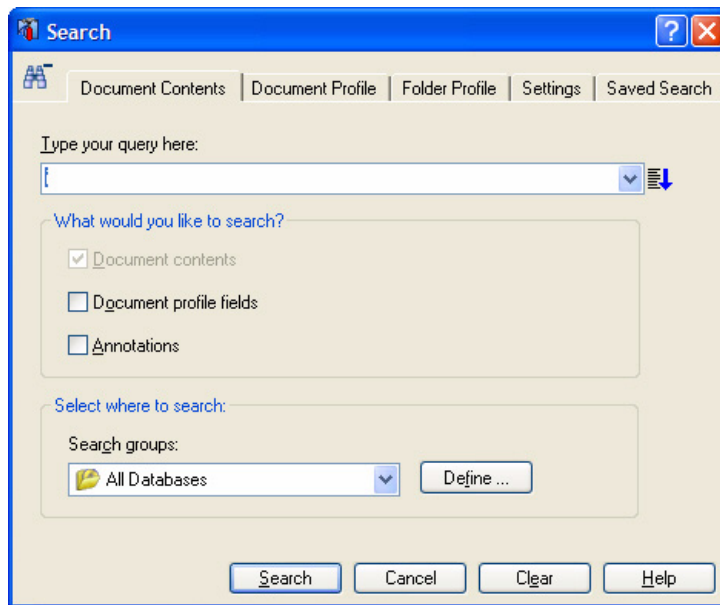 Search
Document Contents Document Profile Folder Profile Settings Saved Search
Type your query here:
What would you like to search?
Document contents
Document profile fields
Annotations
Select where to search:
Search groups:
All Databases Define ...
Search Cancel Clear Help